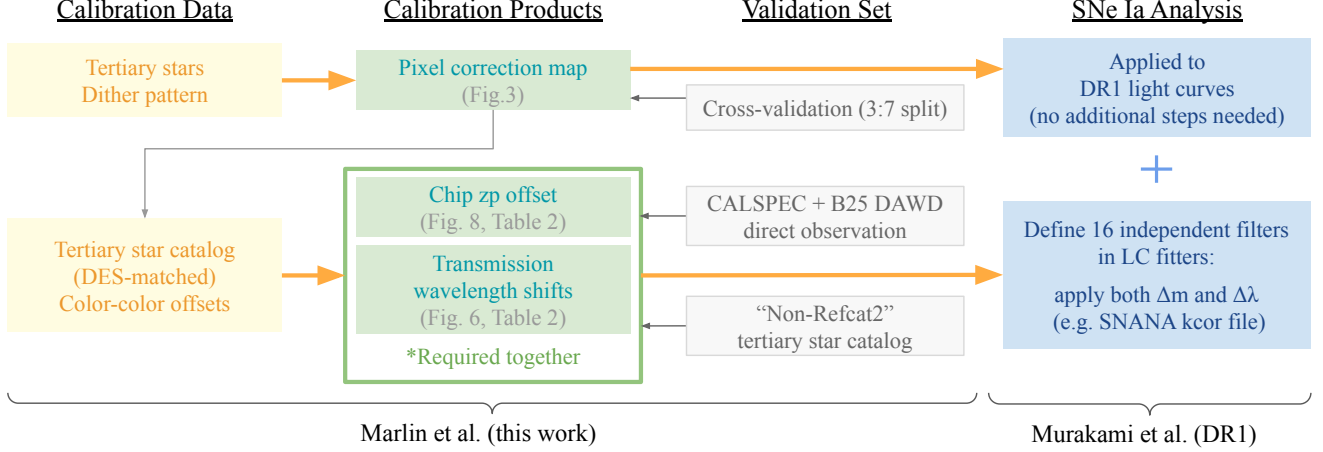 Calibration Data
Calibration Products
Validation Set
SNe Ia Analysis
Tertiary stars
Dither pattern
Pixel correction map
(Fig.3)
Cross-validation (3:7 split)
Applied to
DR1 light curves
(no additional steps needed)
+
Tertiary star catalog
(DES-matched)
Color-color offsets
Chip zp offset
(Fig. 8, Table 2)
Transmission
wavelength shifts
(Fig. 6, Table 2)
*Required together
CALSPEC + B25 DAWD
direct observation
“Non-Refcat2”
tertiary star catalog
Define 16 independent filters
in LC fitters:
apply both Δm and Δλ
(e.g. SNANA kcor file)
Marlin et al. (this work)
Murakami et al. (DR1)